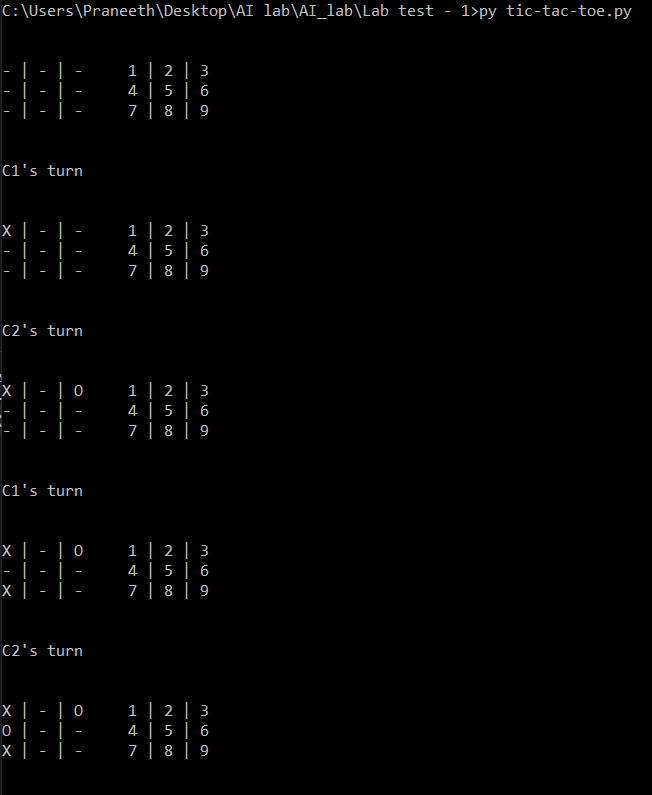 C:\Users\Praneeth\Desktop\AI lab\AI_lab\Lab test - 1>py tic-tac-toe.py
- | - | -     1 | 2 | 3
- | - | -     4 | 5 | 6
- | - | -     7 | 8 | 9
C1's turn
X | - | -     1 | 2 | 3
- | - | -     4 | 5 | 6
- | - | -     7 | 8 | 9
C2's turn
X | - | O     1 | 2 | 3
- | - | -     4 | 5 | 6
- | - | -     7 | 8 | 9
C1's turn
X | - | O     1 | 2 | 3
- | - | -     4 | 5 | 6
X | - | -     7 | 8 | 9
C2's turn
X | - | O     1 | 2 | 3
O | - | -     4 | 5 | 6
X | - | -     7 | 8 | 9